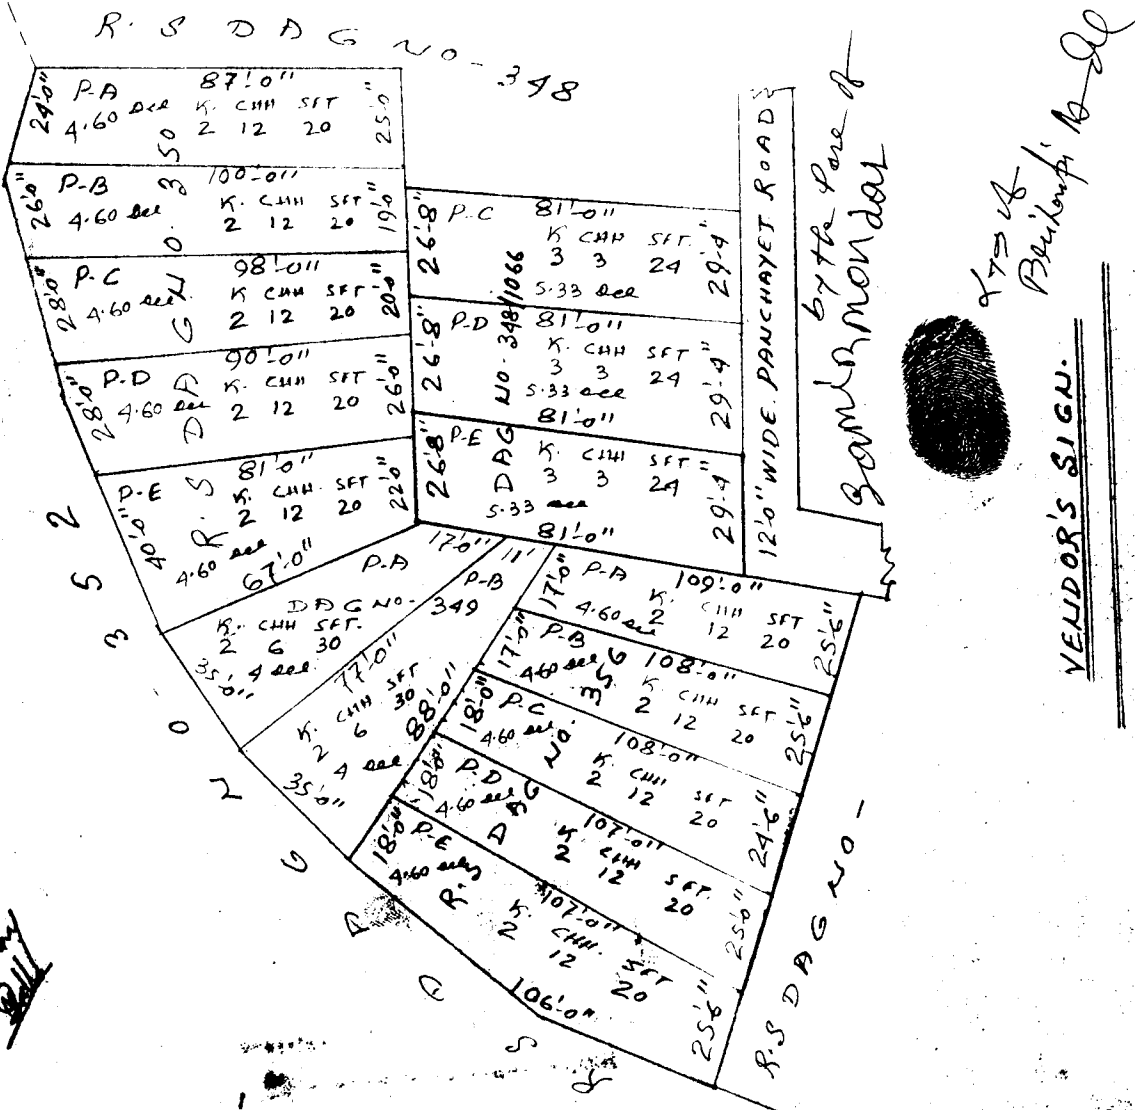 R. S DAG NO - 348
P-A 87'-0"
24'-0" 4.60 Dec K. CHH SFT 25'-0"
2 12 20
P-B 100'-0"
26'-0" 4.60 Dec K. CHH SFT 19'-0"
2 12 20
P-C 98'-0"
28'-0" 4.60 Dec K CHH SFT 20'-0"
2 12 20
P-D 90'-0"
28'-0" 4.60 Dec K. CHH SFT 26'-0"
2 12 20
P-E 81'-0"
40'-0" K. CHH. SFT 22'-0"
2 12 20
4.60 Dec
67'-0"
R. S DAG NO. 350
P-C 81'-0"
26'-8" K CHH SFT. 29'-4"
3 3 24
5.33 Dec
P-D 81'-0"
26'-8" K. CHH SFT 29'-4"
3 3 24
5.33 Dec
81'-0"
P-E
26'-8" K. CHH SFT 29'-4"
3 3 24
5.33 Dec
81'-0"
DAG NO. 348/1066
12'-0" WIDE. PANCHAYET ROAD
17'-0" 11'
P-A P-B
DAG NO- 349
K. CHH SFT.
2 6 30
35'-0" 4 Dec
77'-0"
K. CHH SFT
2 6 30
4 Dec
35'-0" 88'-0"
P-A 109'-0"
17'-0" 4.60 Dec K. CHH SFT 25'-6"
2 12 20
P-B 108'-0"
17'-0" 4.60 Dec K. CHH SFT 25'-6"
2 12 20
P-C 108'-0"
18'-0" 4.60 Dec K. CHH SFT 24'-6"
2 12 20
P-D 107'-0"
18'-0" 4.60 Dec K. CHH SFT 25'-0"
2 12 20
P-E 107'-0"
18'-0" 4.60 K. CHH. SFT 25'-6"
2 12 20
106'-0"
R. DAG NO. 356
R.S DAG NO -
R S DAG NO 352
by the
of
VENDOR'S SIGN.